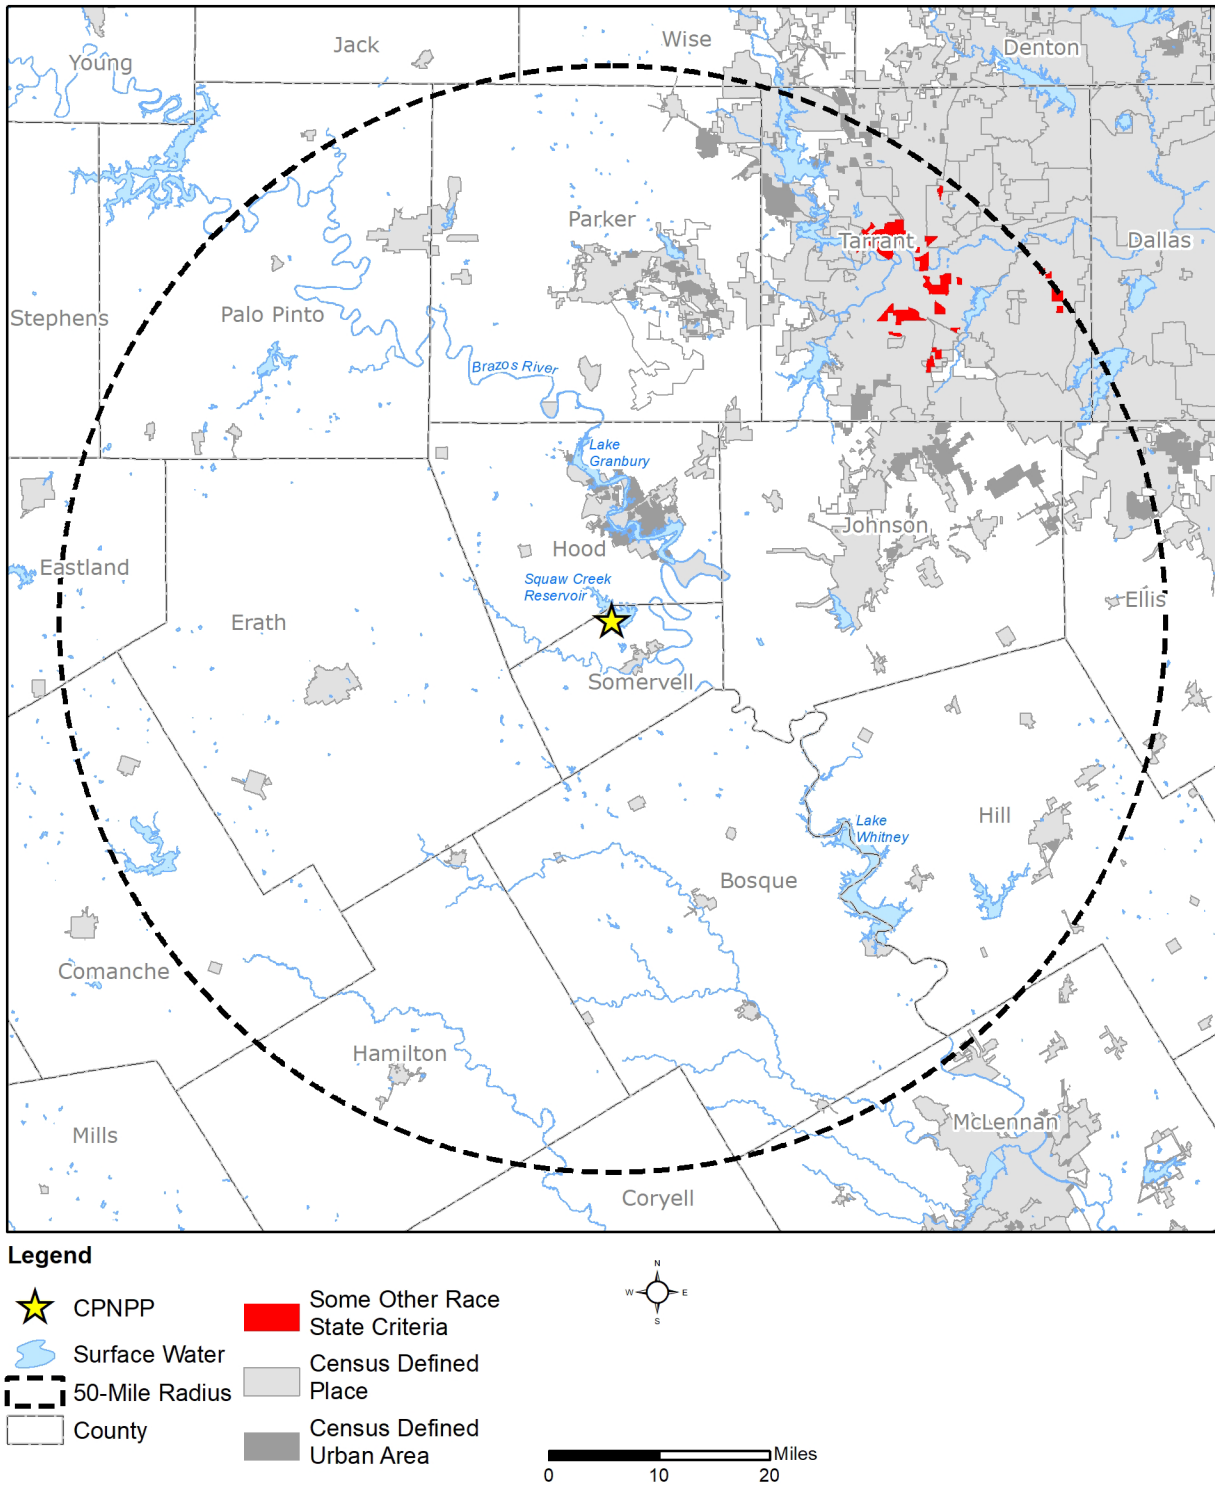 Jack
Wise
Denton
Young
Parker
Tarrant
Dallas
Stephens
Palo Pinto
Brazos River
Lake
Granbury
Johnson
Hood
Eastland
Squaw Creek
Reservoir
Ellis
Erath
Somervell
Hill
Lake
Whitney
Bosque
Comanche
Hamilton
McLennan
Mills
Coryell
Legend
CPNPP
Surface Water
50-Mile Radius
County
Some Other Race
State Criteria
Census Defined
Place
Census Defined
Urban Area
N
W E
S
Miles
0 10 20